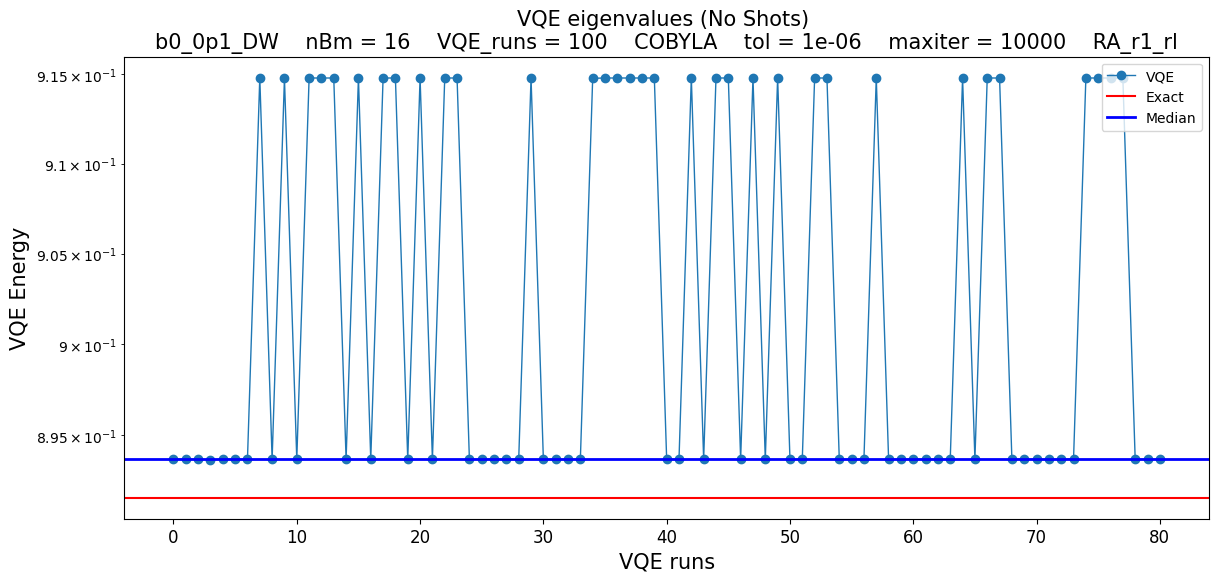 VQE eigenvalues (No Shots)
b0_0p1_DW nBm = 16 VQE_runs = 100 COBYLA tol = 1e-06 maxiter = 10000 RA_r1_rl
9.15 × 10⁻¹
9.1 × 10⁻¹
9.05 × 10⁻¹
9 × 10⁻¹
8.95 × 10⁻¹
VQE Energy
VQE
Exact
Median
0 10 20 30 40 50 60 70 80
VQE runs